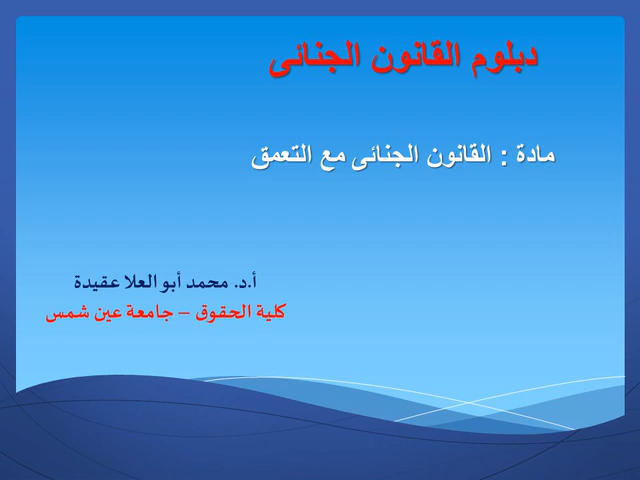 دبلوم القانون الجنائى
مادة : القانون الجنائى مع التعمق
أ.د. محمد أبو العلا عقيدة
كلية الحقوق – جامعة عين شمس